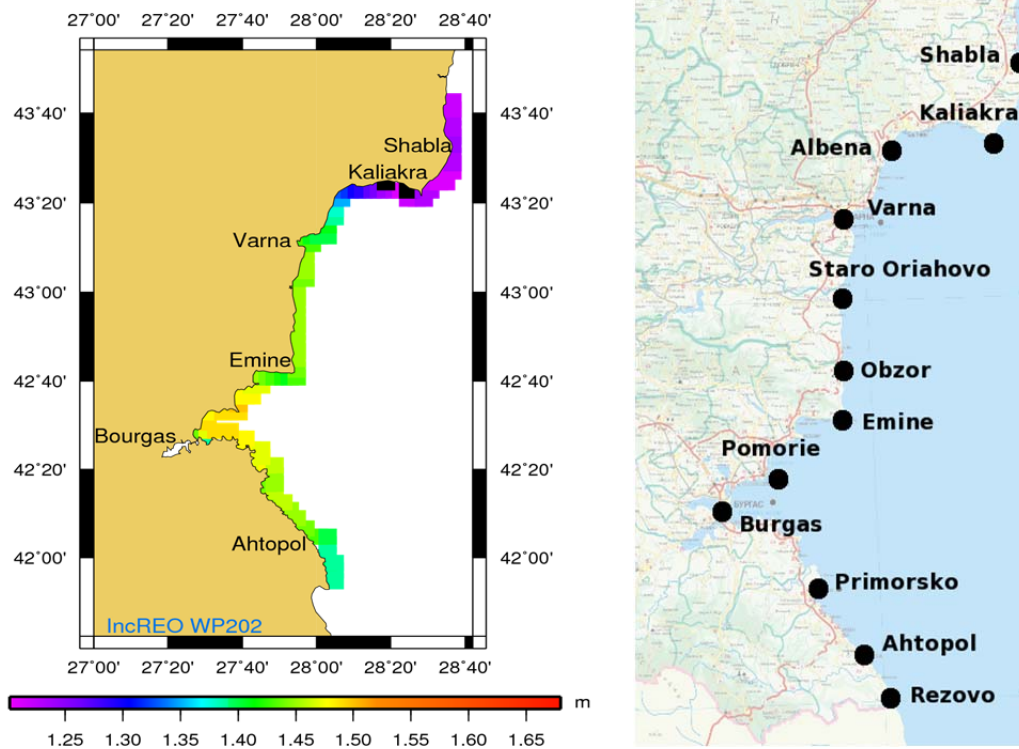 27°00' 27°20' 27°40' 28°00' 28°20' 28°40'
43°40'
43°20'
43°00'
42°40'
42°20'
42°00'
Shabla
Kaliakra
Varna
Emine
Bourgas
Ahtopol
IncREO WP202
43°40'
43°20'
43°00'
42°40'
42°20'
42°00'
27°00' 27°20' 27°40' 28°00' 28°20' 28°40'
m
1.25 1.30 1.35 1.40 1.45 1.50 1.55 1.60 1.65
Shabla
Kaliakra
Albena
Varna
Staro Oriahovo
Obzor
Emine
Pomorie
БУРГАС
Burgas
Primorsko
Ahtopol
Rezovo